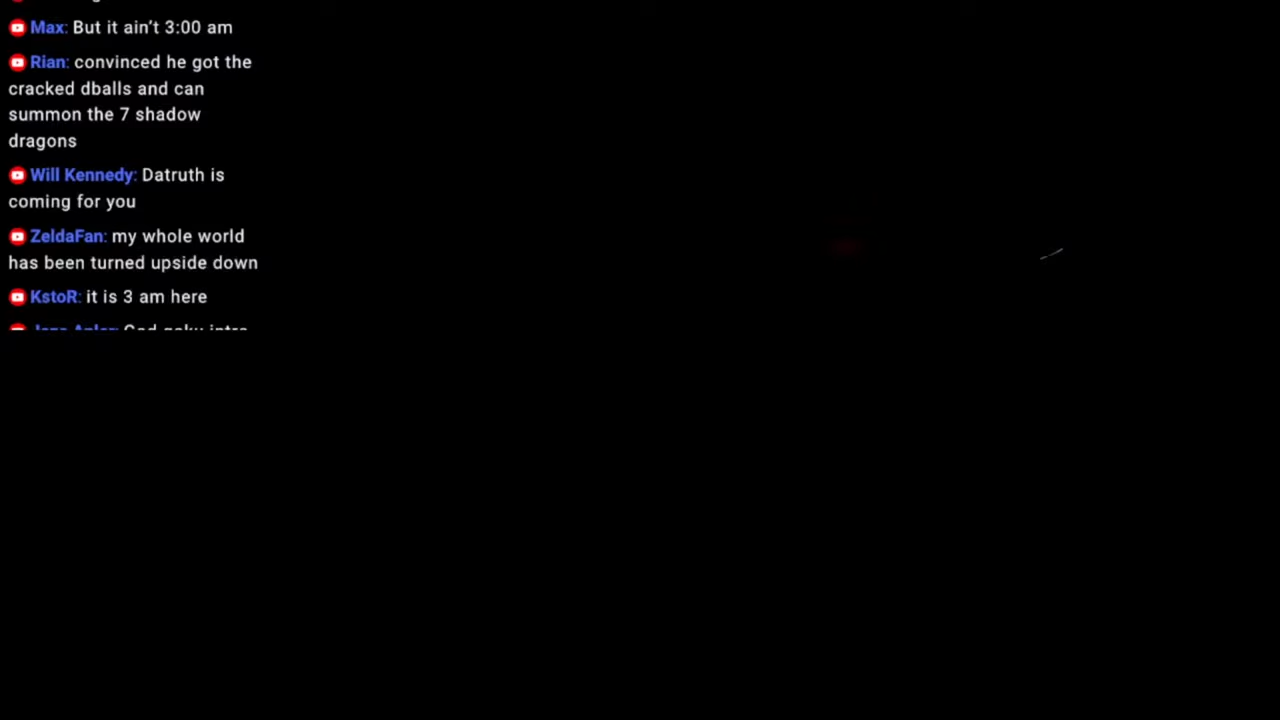 Max: But it ain't 3:00 am
Rian: convinced he got the
cracked dballs and can
summon the 7 shadow
dragons
Will Kennedy: Datruth is
coming for you
ZeldaFan: my whole world
has been turned upside down
KstoR: it is 3 am here